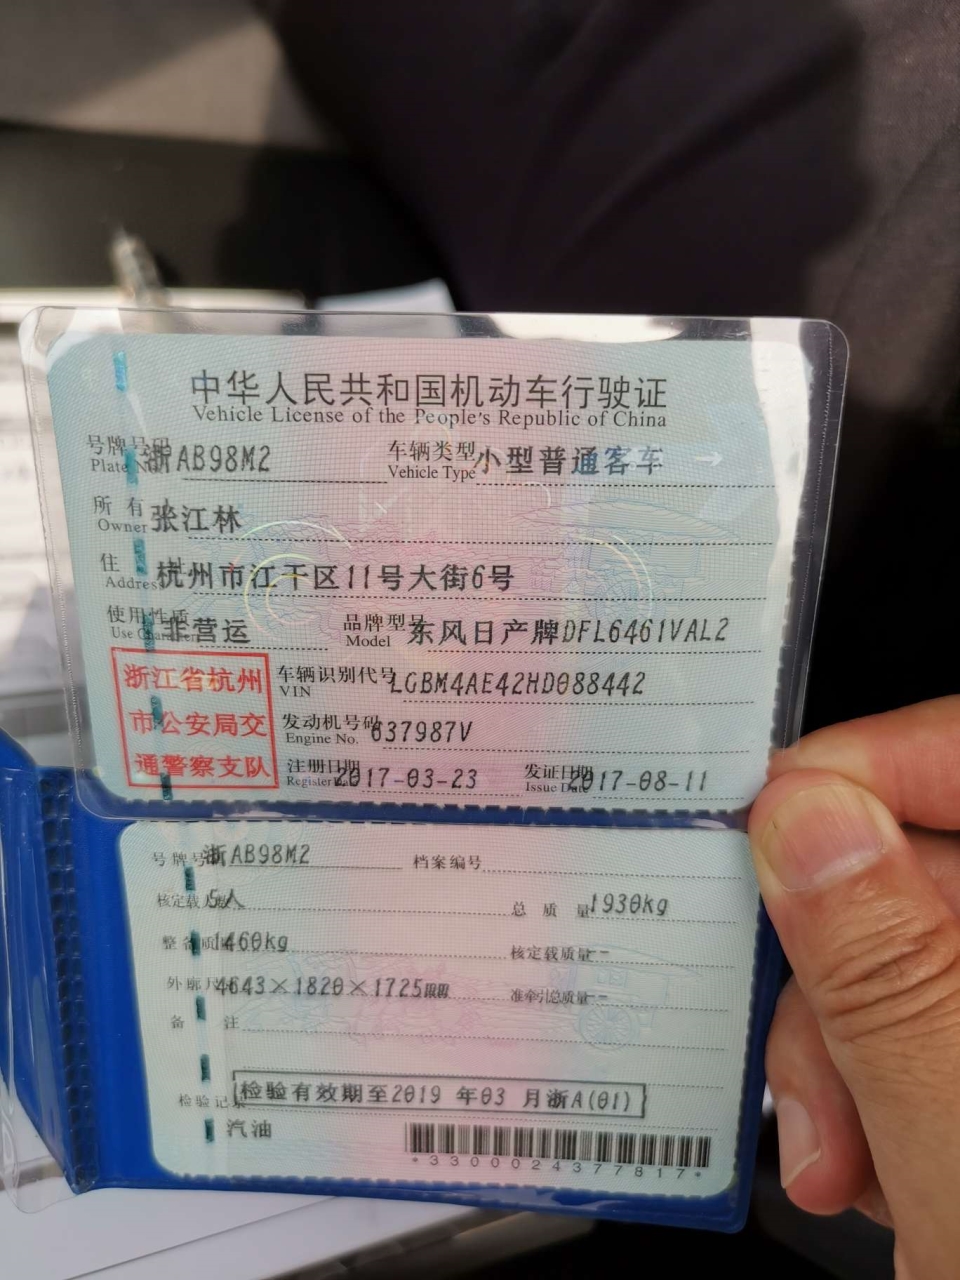 中华人民共和国机动车行驶证
Vehicle License of the People's Republic of China
号牌号码 浙AB98M2 车辆类型 小型普通客车
Plate No. Vehicle Type
所有 张江林
Owner
住址 杭州市江干区11号大街6号
Address
使用性质 非营运 品牌型号 东风日产牌DFL6461VAL2
Use Character Model
浙江省杭州
市公安局交
通警察支队
车辆识别代号 LGBM4AE42HD088442
VIN
发动机号码 637987V
Engine No.
注册日期 2017-03-23 发证日期 2017-08-11
Register Date Issue Date
号牌号码 浙AB98M2 档案编号
核定载人数 5人 总质量 1930kg
整备质量 1460kg 核定载质量 --
外廓尺寸 4643×1820×1725mm 准牵引总质量 --
备注
检验记录 检验有效期至2019 年03 月浙A(01)
汽油
*3300024377817*